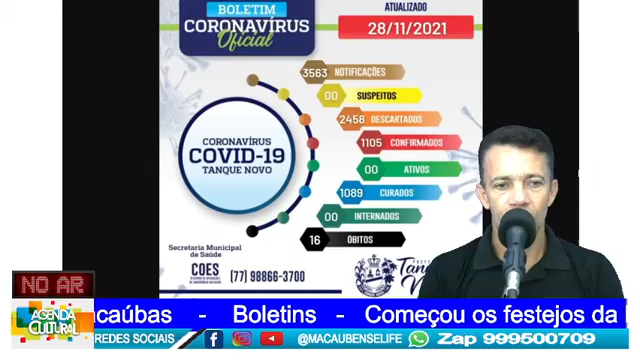 BOLETIM
CORONAVÍRUS
Oficial
ATUALIZADO
28/11/2021
3563 NOTIFICAÇÕES
00 SUSPEITOS
2458 DESCARTADOS
1105 CONFIRMADOS
00 ATIVOS
1089 CURADOS
00 INTERNADOS
16 ÓBITOS
CORONAVÍRUS
COVID-19
TANQUE NOVO
Secretaria Municipal
de Saúde
COES
(77) 98866-3700
NO AR
AGENDA
CULTURAL
caúbas - Boletins - Começou os festejos da
REDES SOCIAIS
@MACAUBENSELIFE
Zap 999500709